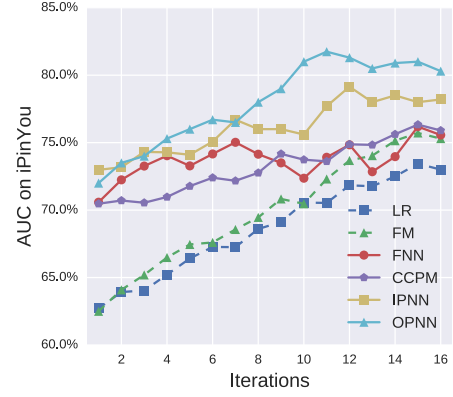 85.0%
80.0%
75.0%
70.0%
65.0%
60.0%
AUC on iPinYou
LR
FM
FNN
CCPM
IPNN
OPNN
2 4 6 8 10 12 14 16
Iterations